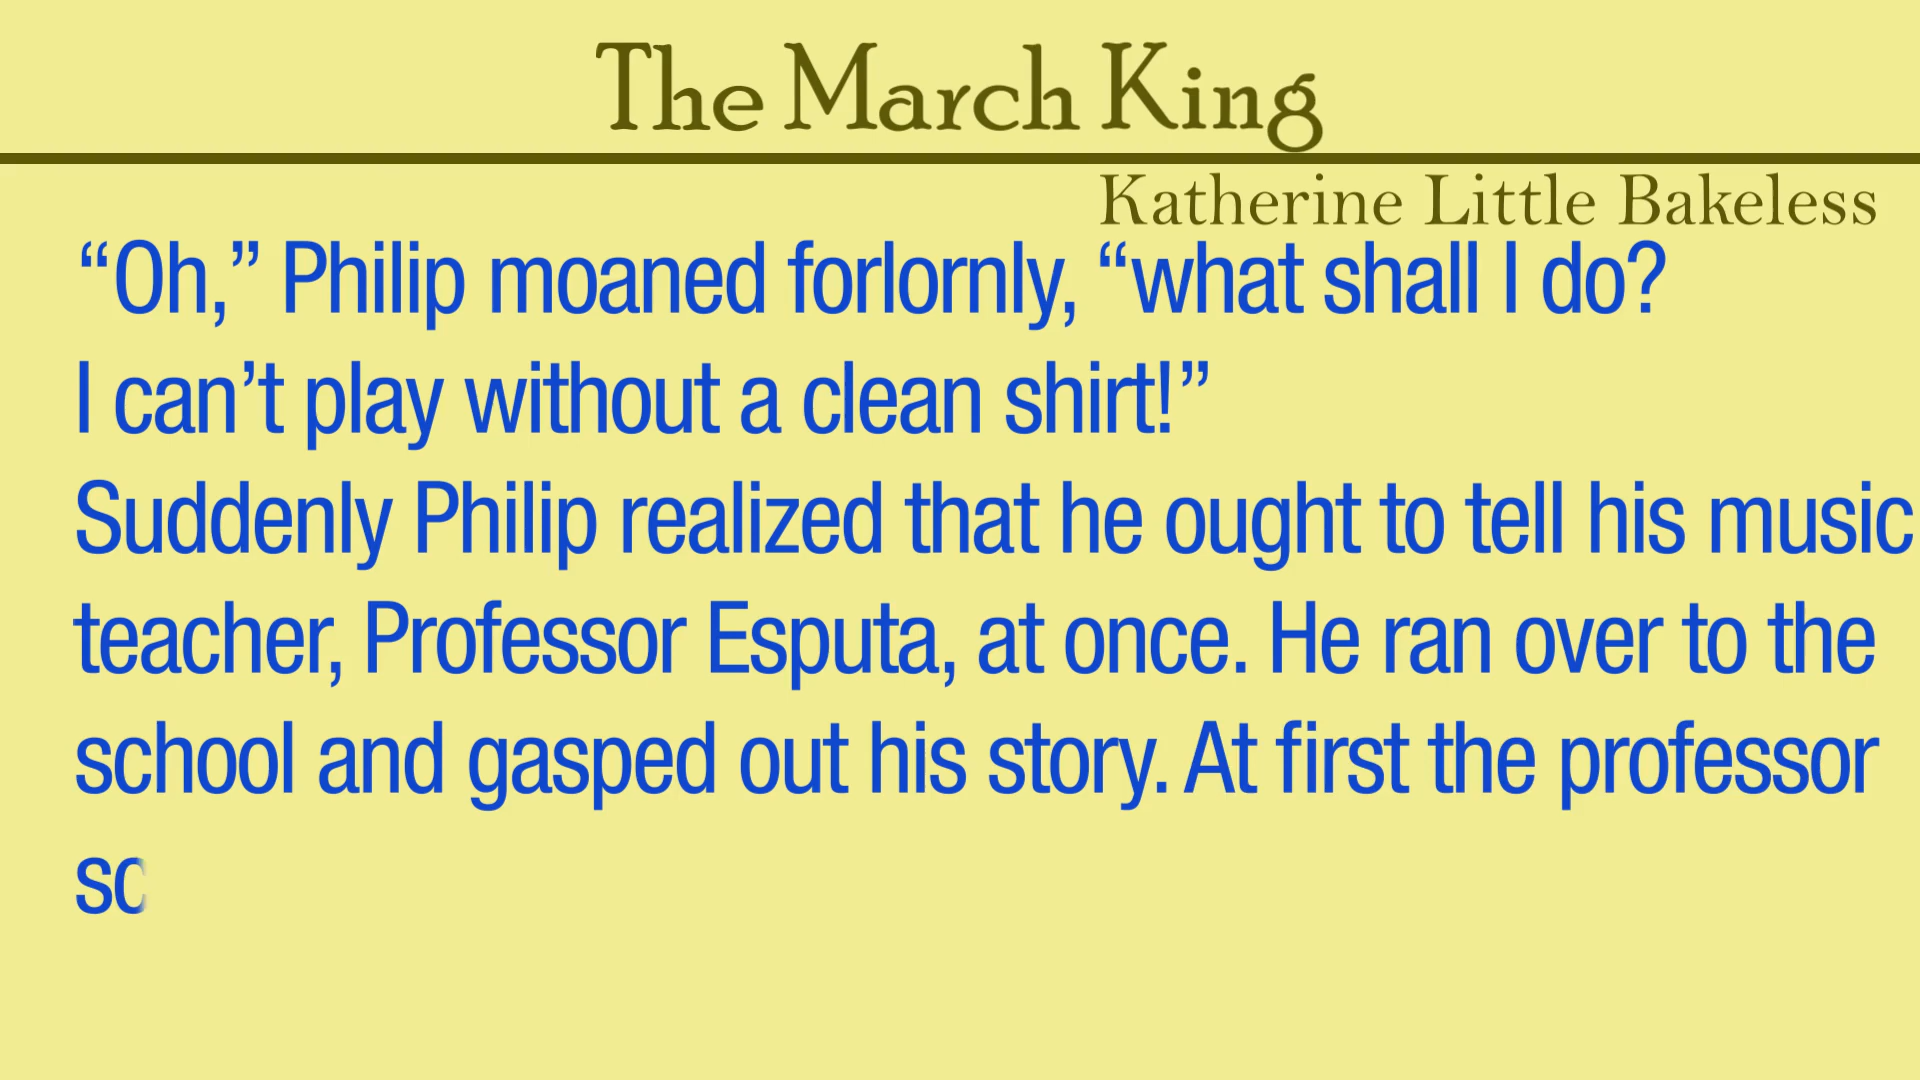 The March King
Katherine Little Bakeless
“Oh,” Philip moaned forlornly, “what shall I do?
I can’t play without a clean shirt!”
Suddenly Philip realized that he ought to tell his music
teacher, Professor Esputa, at once. He ran over to the
school and gasped out his story. At first the professor